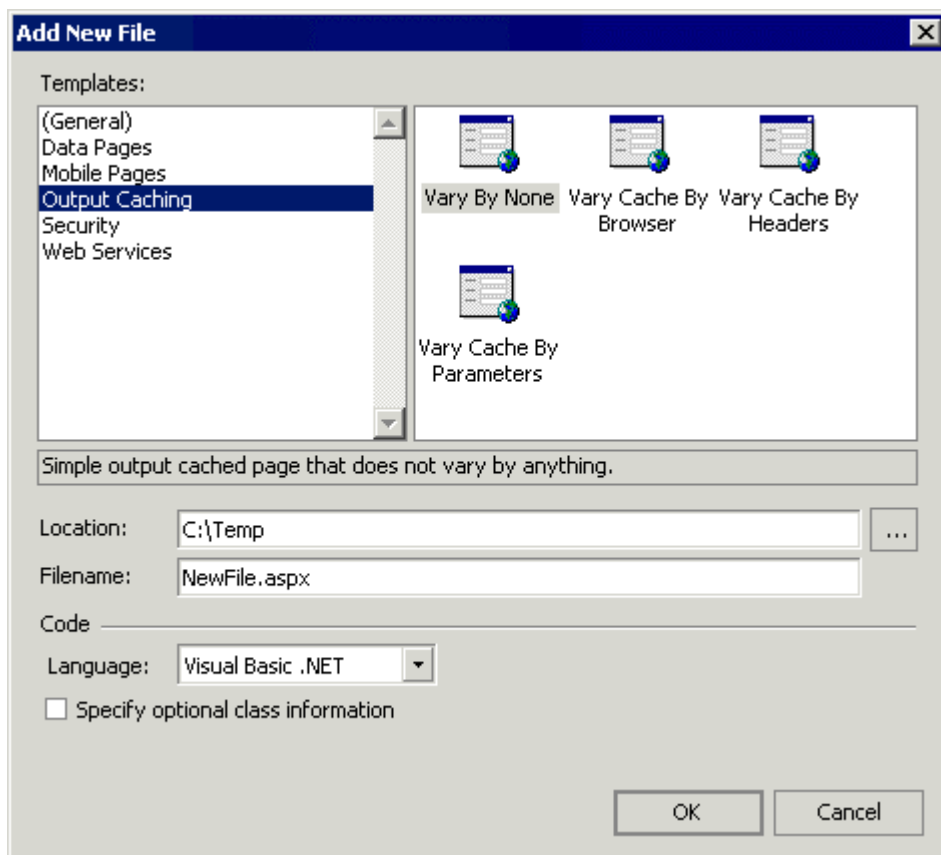 Add New File
Templates:
(General)
Data Pages
Mobile Pages
Output Caching
Security
Web Services
Vary By None
Vary Cache By
Browser
Vary Cache By
Headers
Vary Cache By
Parameters
Simple output cached page that does not vary by anything.
Location:
C:\Temp
...
Filename:
NewFile.aspx
Code
Language:
Visual Basic .NET
Specify optional class information
OK
Cancel